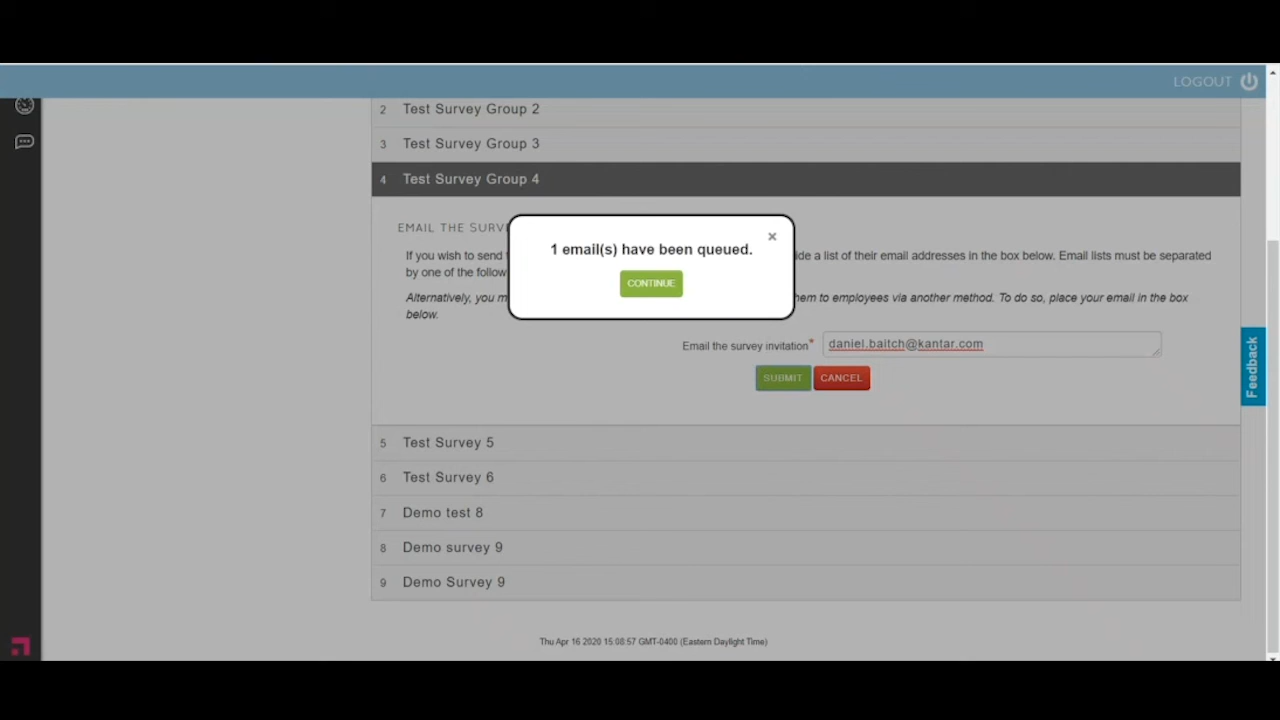 LOGOUT
2 Test Survey Group 2
3 Test Survey Group 3
4 Test Survey Group 4
EMAIL THE SURV
1 email(s) have been queued.
CONTINUE
If you wish to send
ide a list of their email addresses in the box below. Email lists must be separated
by one of the follow
Alternatively, you m
hem to employees via another method. To do so, place your email in the box
below.
Email the survey invitation* daniel.baitch@kantar.com
SUBMIT CANCEL
Feedback
5 Test Survey 5
6 Test Survey 6
7 Demo test 8
8 Demo survey 9
9 Demo Survey 9
Thu Apr 16 2020 15:08:57 GMT-0400 (Eastern Daylight Time)